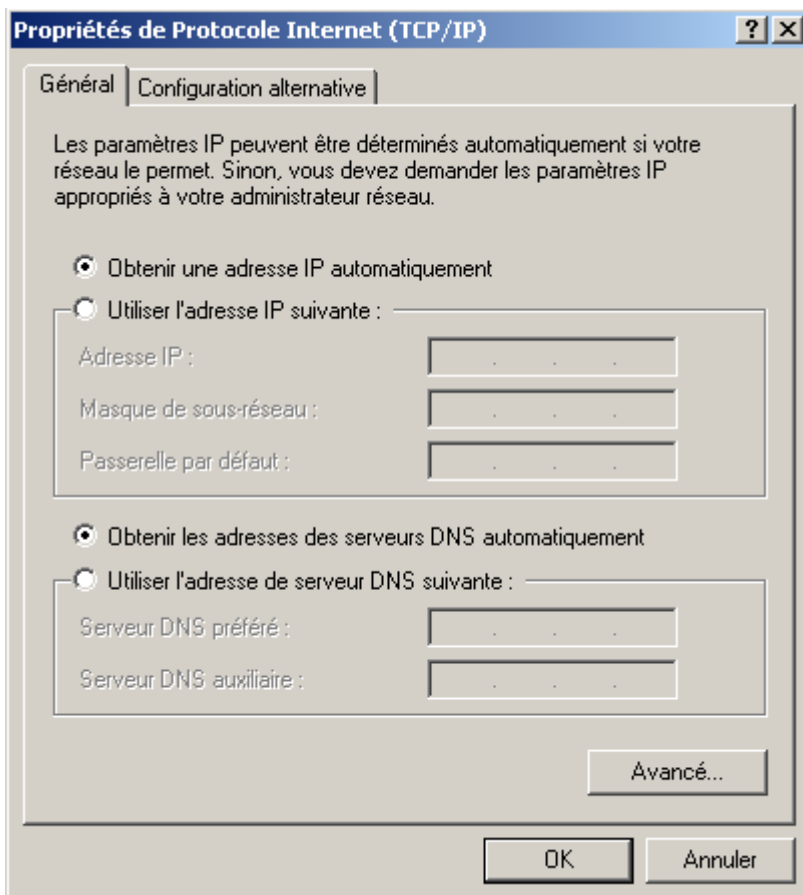 Propriétés de Protocole Internet (TCP/IP)
Général
Configuration alternative
Les paramètres IP peuvent être déterminés automatiquement si votre
réseau le permet. Sinon, vous devez demander les paramètres IP
appropriés à votre administrateur réseau.
Obtenir une adresse IP automatiquement
Utiliser l'adresse IP suivante :
Adresse IP :
Masque de sous-réseau :
Passerelle par défaut :
Obtenir les adresses des serveurs DNS automatiquement
Utiliser l'adresse de serveur DNS suivante :
Serveur DNS préféré :
Serveur DNS auxiliaire :
Avancé...
OK
Annuler